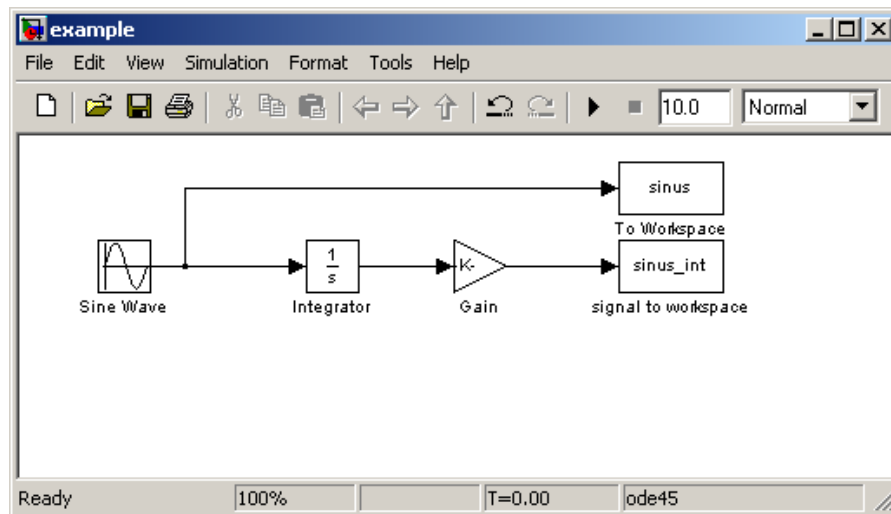 example
File Edit View Simulation Format Tools Help
10.0 Normal
sinus
To Workspace
1
s
K-
sinus_int
Sine Wave Integrator Gain signal to workspace
Ready 100% T=0.00 ode45